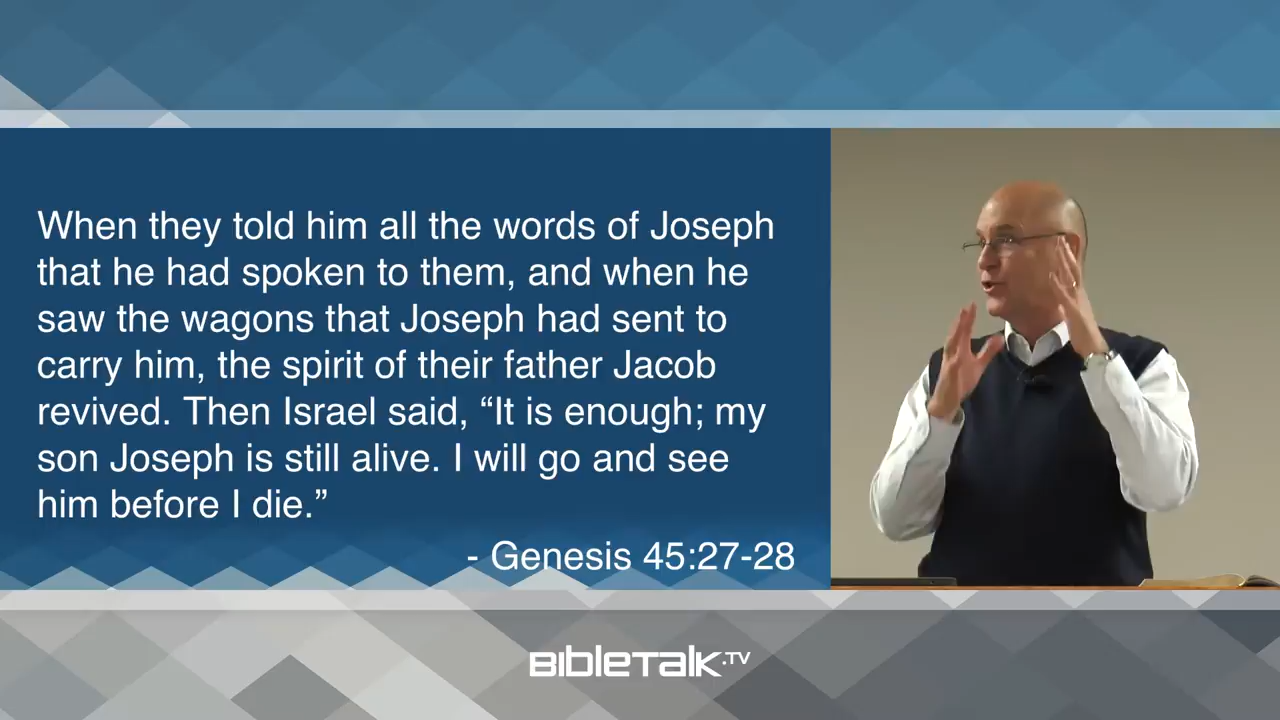 When they told him all the words of Joseph
that he had spoken to them, and when he
saw the wagons that Joseph had sent to
carry him, the spirit of their father Jacob
revived. Then Israel said, “It is enough; my
son Joseph is still alive. I will go and see
him before I die.”
- Genesis 45:27-28
BIBLETALK.TV